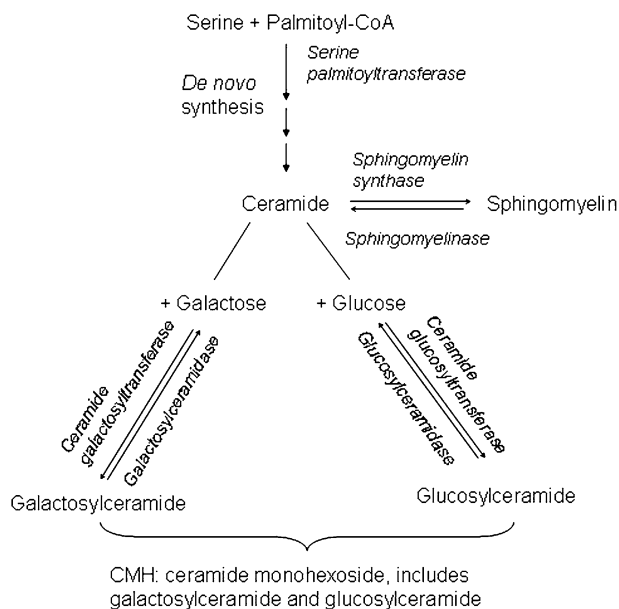 Serine + Palmitoyl-CoA
Serine
palmitoyltransferase
De novo
synthesis
Sphingomyelin
synthase
Ceramide
Sphingomyelin
Sphingomyelinase
+ Galactose
+ Glucose
Ceramide
galactosyltransferase
Galactosylceramidase
Glucosylceramidase
Ceramide
glucosyltransferase
Galactosylceramide
Glucosylceramide
CMH: ceramide monohexoside, includes
galactosylceramide and glucosylceramide